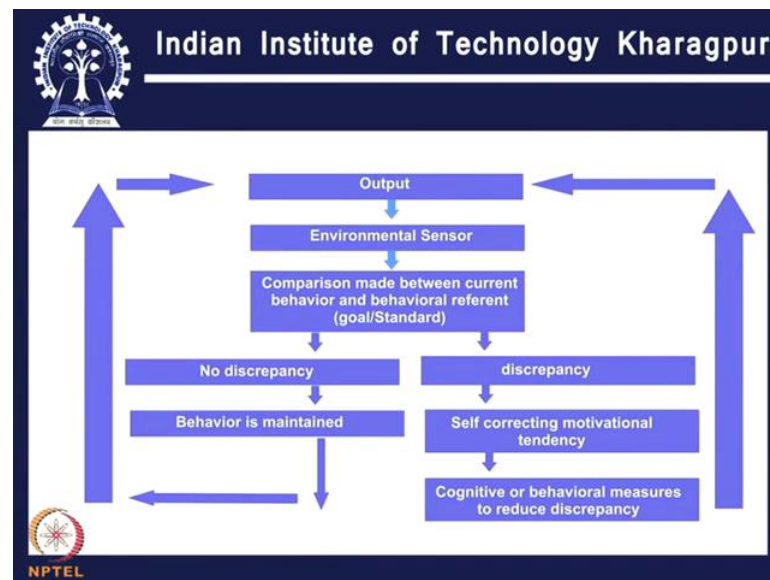 Indian Institute of Technology Kharagpur
Output
Environmental Sensor
Comparison made between current
behavior and behavioral referent
(goal/Standard)
No discrepancy
discrepancy
Behavior is maintained
Self correcting motivational
tendency
Cognitive or behavioral measures
to reduce discrepancy
NPTEL